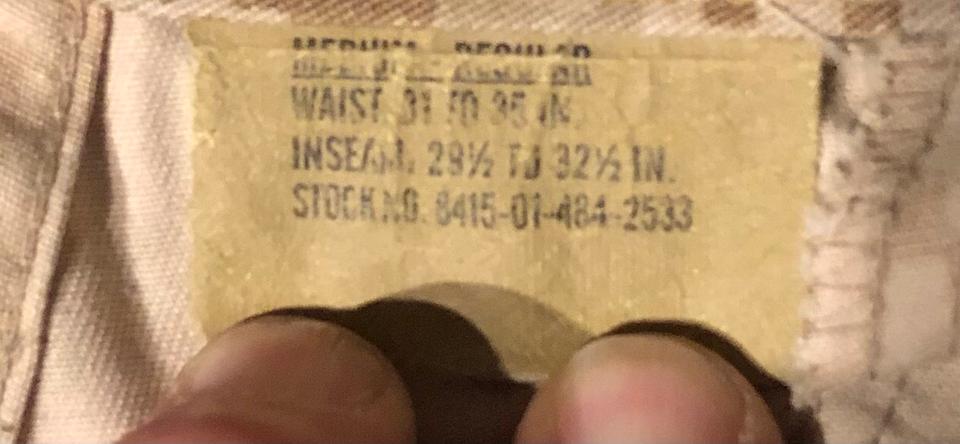 MEDIUM - REGULAR
WAIST 31 TO 35 IN.
INSEAM. 29½ TO 32½ IN.
STOCK NO. 8415-01-484-2533